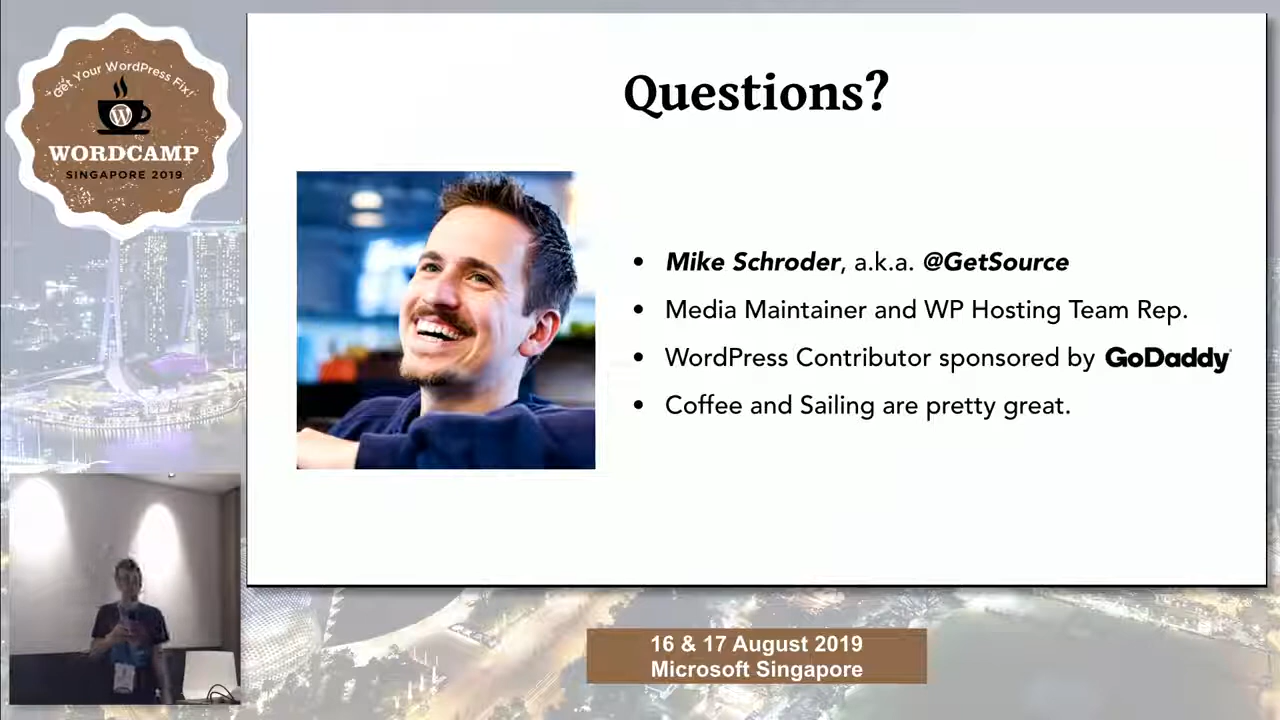 Get Your WordPress Fix!
WORDCAMP
SINGAPORE 2019
Questions?
• Mike Schroder, a.k.a. @GetSource
• Media Maintainer and WP Hosting Team Rep.
• WordPress Contributor sponsored by GoDaddy
• Coffee and Sailing are pretty great.
16 & 17 August 2019
Microsoft Singapore